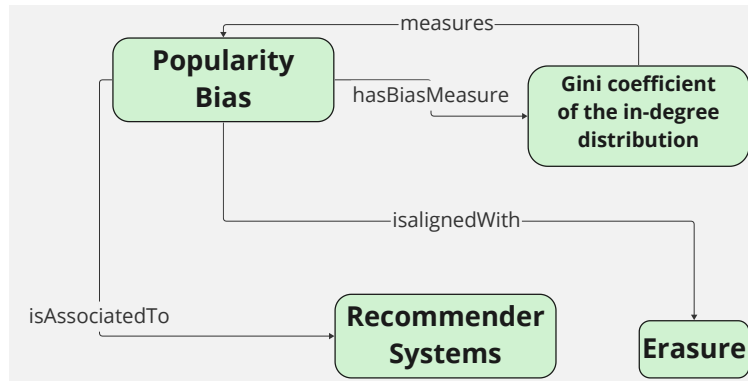 measures
Popularity
Bias
hasBiasMeasure
Gini coefficient
of the in-degree
distribution
isalignedWith
isAssociatedTo
Recommender
Systems
Erasure